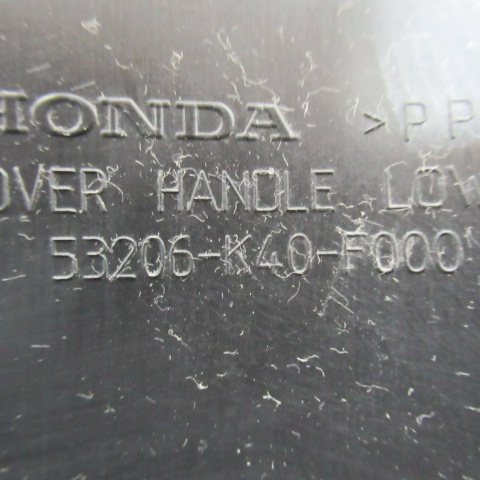 HONDA >PP
OVER HANDLE LOW
53206-K40-F000